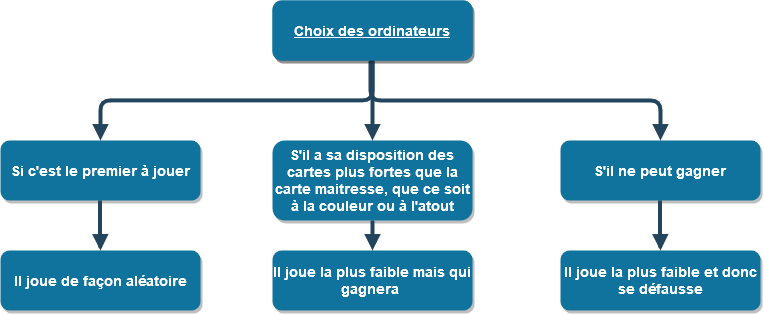 Choix des ordinateurs
Si c'est le premier à jouer
S'il a sa disposition des
cartes plus fortes que la
carte maitresse, que ce soit
à la couleur ou à l'atout
S'il ne peut gagner
Il joue de façon aléatoire
Il joue la plus faible mais qui
gagnera
Il joue la plus faible et donc
se défausse